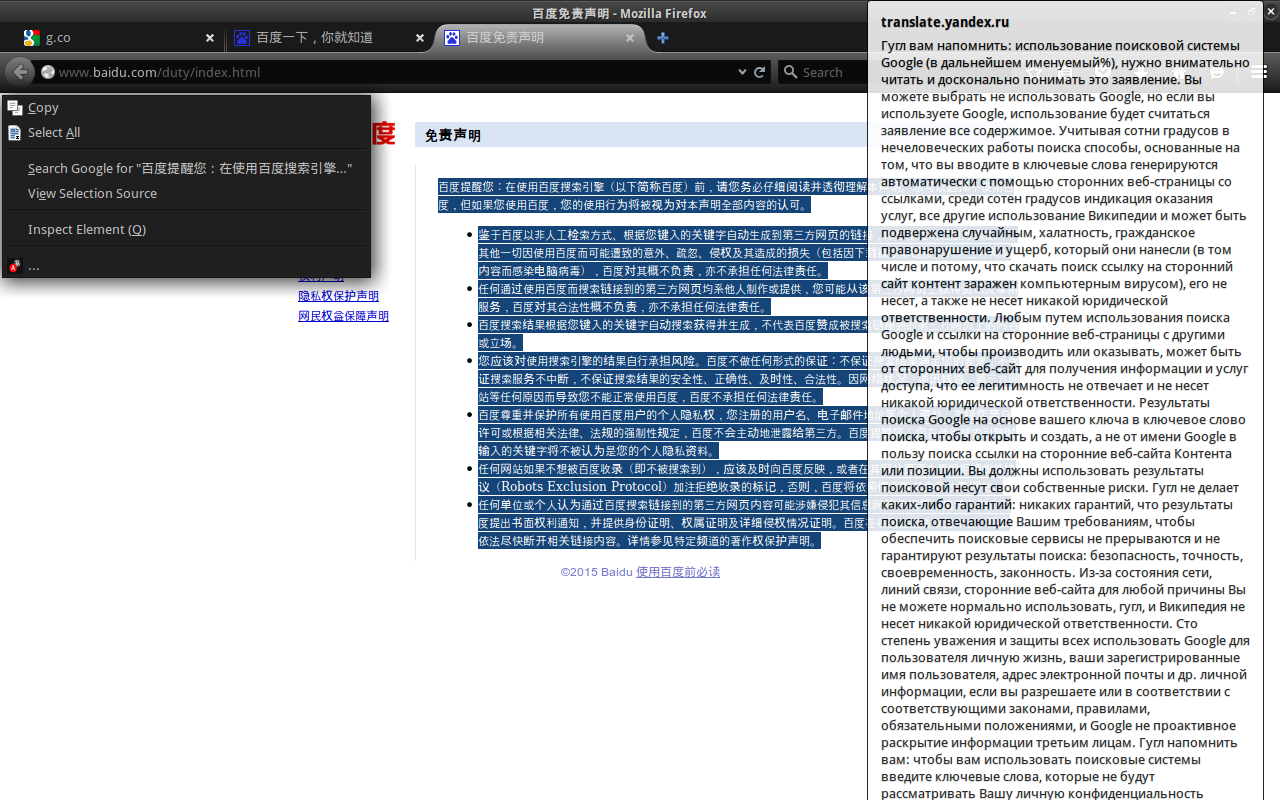 百度免责声明 - Mozilla Firefox
g.co
百度一下，你就知道
百度免责声明
www.baidu.com/duty/index.html
Search
Copy
Select All
Search Google for "百度提醒您：在使用百度搜索引擎..."
View Selection Source
Inspect Element (Q)
...
度
隐私权保护声明
网民权益保障声明
免责声明
百度提醒您：在使用百度搜索引擎（以下简称百度）前，请您务必仔细阅读并透彻理解
度，但如果您使用百度，您的使用行为将被视为对本声明全部内容的认可。
鉴于百度以非人工检索方式、根据您键入的关键字自动生成到第三方网页的链接
其他一切因使用百度而可能遭致的意外、疏忽、侵权及其造成的损失（包括因下载
内容而感染电脑病毒），百度对其概不负责，亦不承担任何法律责任。
任何通过使用百度而搜索链接到的第三方网页均系他人制作或提供，您可能从该
服务，百度对其合法性概不负责，亦不承担任何法律责任。
百度搜索结果根据您键入的关键字自动搜索获得并生成，不代表百度赞成被搜索
或立场。
您应该对使用搜索引擎的结果自行承担风险。百度不做任何形式的保证：不保证
证搜索服务不中断，不保证搜索结果的安全性、正确性、及时性、合法性。因网络
站等任何原因而导致您不能正常使用百度，百度不承担任何法律责任。
百度尊重并保护所有使用百度用户的个人隐私权，您注册的用户名、电子邮件地
许可或根据相关法律、法规的强制性规定，百度不会主动地泄露给第三方。百度
输入的关键字将不被认为是您的个人隐私资料。
任何网站如果不想被百度收录（即不被搜索到），应该及时向百度反映，或者在其
议（Robots Exclusion Protocol）加注拒绝收录的标记，否则，百度将依
任何单位或个人认为通过百度搜索链接到的第三方网页内容可能涉嫌侵犯其信息
度提出书面权利通知，并提供身份证明、权属证明及详细侵权情况证明。百度在
依法尽快断开相关链接内容。详情参见特定频道的著作权保护声明。
©2015 Baidu 使用百度前必读
translate.yandex.ru
Гугл вам напомнить: использование поисковой системы
Google (в дальнейшем именуемый%), нужно внимательно
читать и досконально понимать это заявление. Вы
можете выбрать не использовать Google, но если вы
используете Google, использование будет считаться
заявление все содержимое. Учитывая сотни градусов в
нечеловеческих работы поиска способы, основанные на
том, что вы вводите в ключевые слова генерируются
автоматически с помощью сторонних веб-страницы со
ссылками, среди сотен градусов индикация оказания
услуг, все другие использование Википедии и может быть
подвержена случайным, халатность, гражданское
правонарушение и ущерб, который они нанесли (в том
числе и потому, что скачать поиск ссылку на сторонний
сайт контент заражен компьютерным вирусом), его не
несет, а также не несет никакой юридической
ответственности. Любым путем использования поиска
Google и ссылки на сторонние веб-страницы с другими
людьми, чтобы производить или оказывать, может быть
от сторонних веб-сайт для получения информации и услуг
доступа, что ее легитимность не отвечает и не несет
никакой юридической ответственности. Результаты
поиска Google на основе вашего ключа в ключевое слово
поиска, чтобы открыть и создать, а не от имени Google в
пользу поиска ссылки на сторонние веб-сайта Контента
или позиции. Вы должны использовать результаты
поисковой несут свои собственные риски. Гугл не делает
каких-либо гарантий: никаких гарантий, что результаты
поиска, отвечающие Вашим требованиям, чтобы
обеспечить поисковые сервисы не прерываются и не
гарантируют результаты поиска: безопасность, точность,
своевременность, законность. Из-за состояния сети,
линий связи, сторонние веб-сайта для любой причины Вы
не можете нормально использовать, гугл, и Википедия не
несет никакой юридической ответственности. Сто
степень уважения и защиты всех использовать Google для
пользователя личную жизнь, ваши зарегистрированные
имя пользователя, адрес электронной почты и др. личной
информации, если вы разрешаете или в соответствии с
соответствующими законами, правилами,
обязательными положениями, и Google не проактивное
раскрытие информации третьим лицам. Гугл напомнить
вам: чтобы вам использовать поисковые системы
введите ключевые слова, которые не будут
рассматривать Вашу личную конфиденциальность